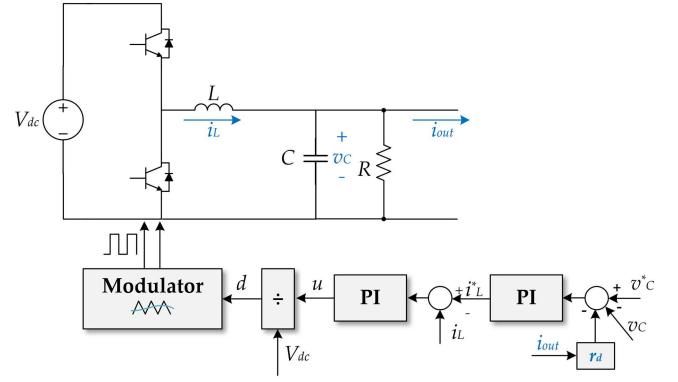 L
V_dc
+
−
i_L
C
+
v_C
-
R
i_out
Modulator
d
÷
u
PI
+
i*_L
-
PI
+
v*_C
-
-
V_dc
i_L
v_C
i_out
r_d